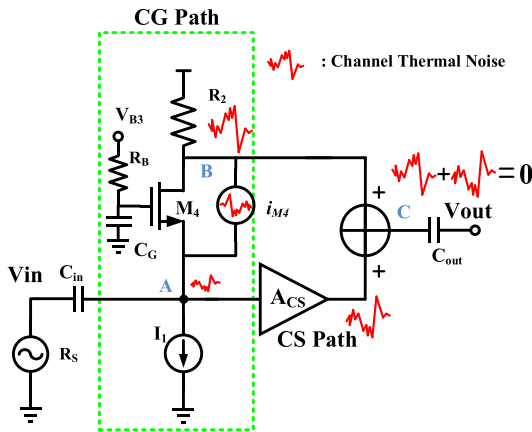 CG Path
: Channel Thermal Noise
R2
VB3
RB
B
M4
iM4
CG
+
+
=0
C
Vout
Cout
+
A
ACS
CS Path
Vin
Cin
I1
RS